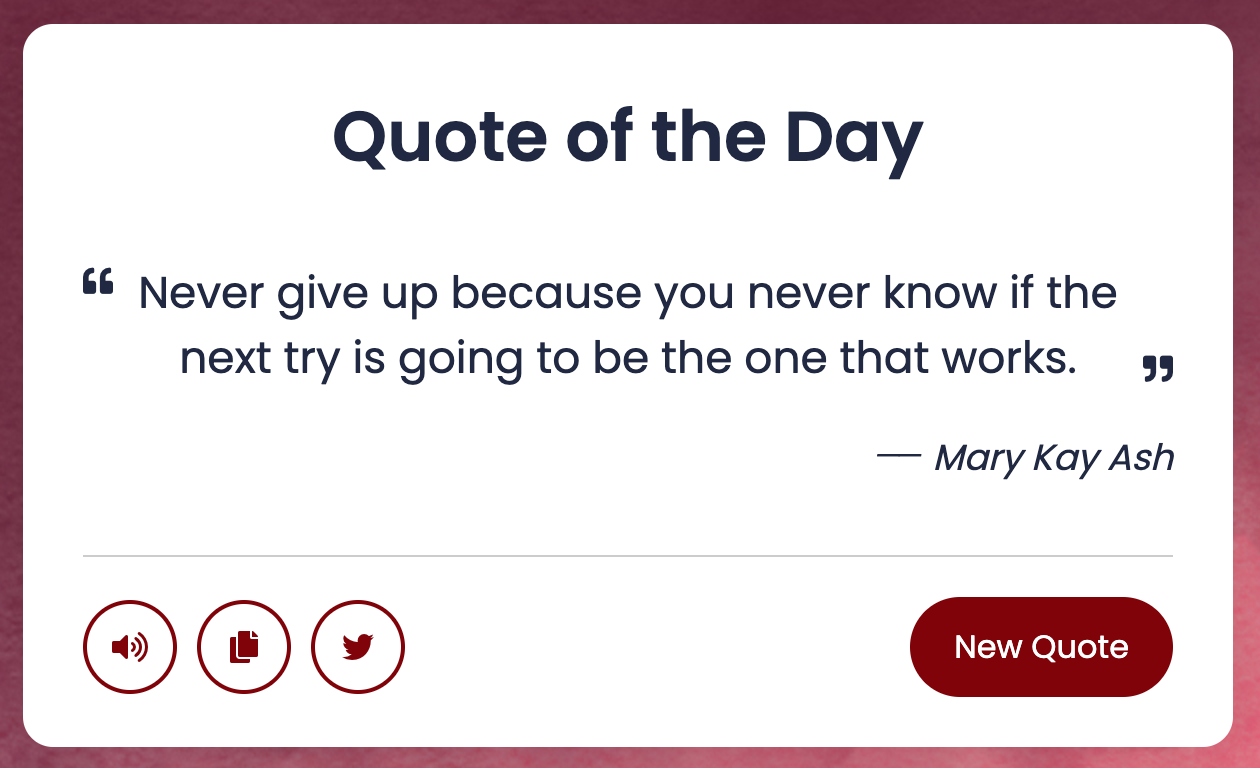 Quote of the Day
“ Never give up because you never know if the
next try is going to be the one that works. ”
— Mary Kay Ash
New Quote